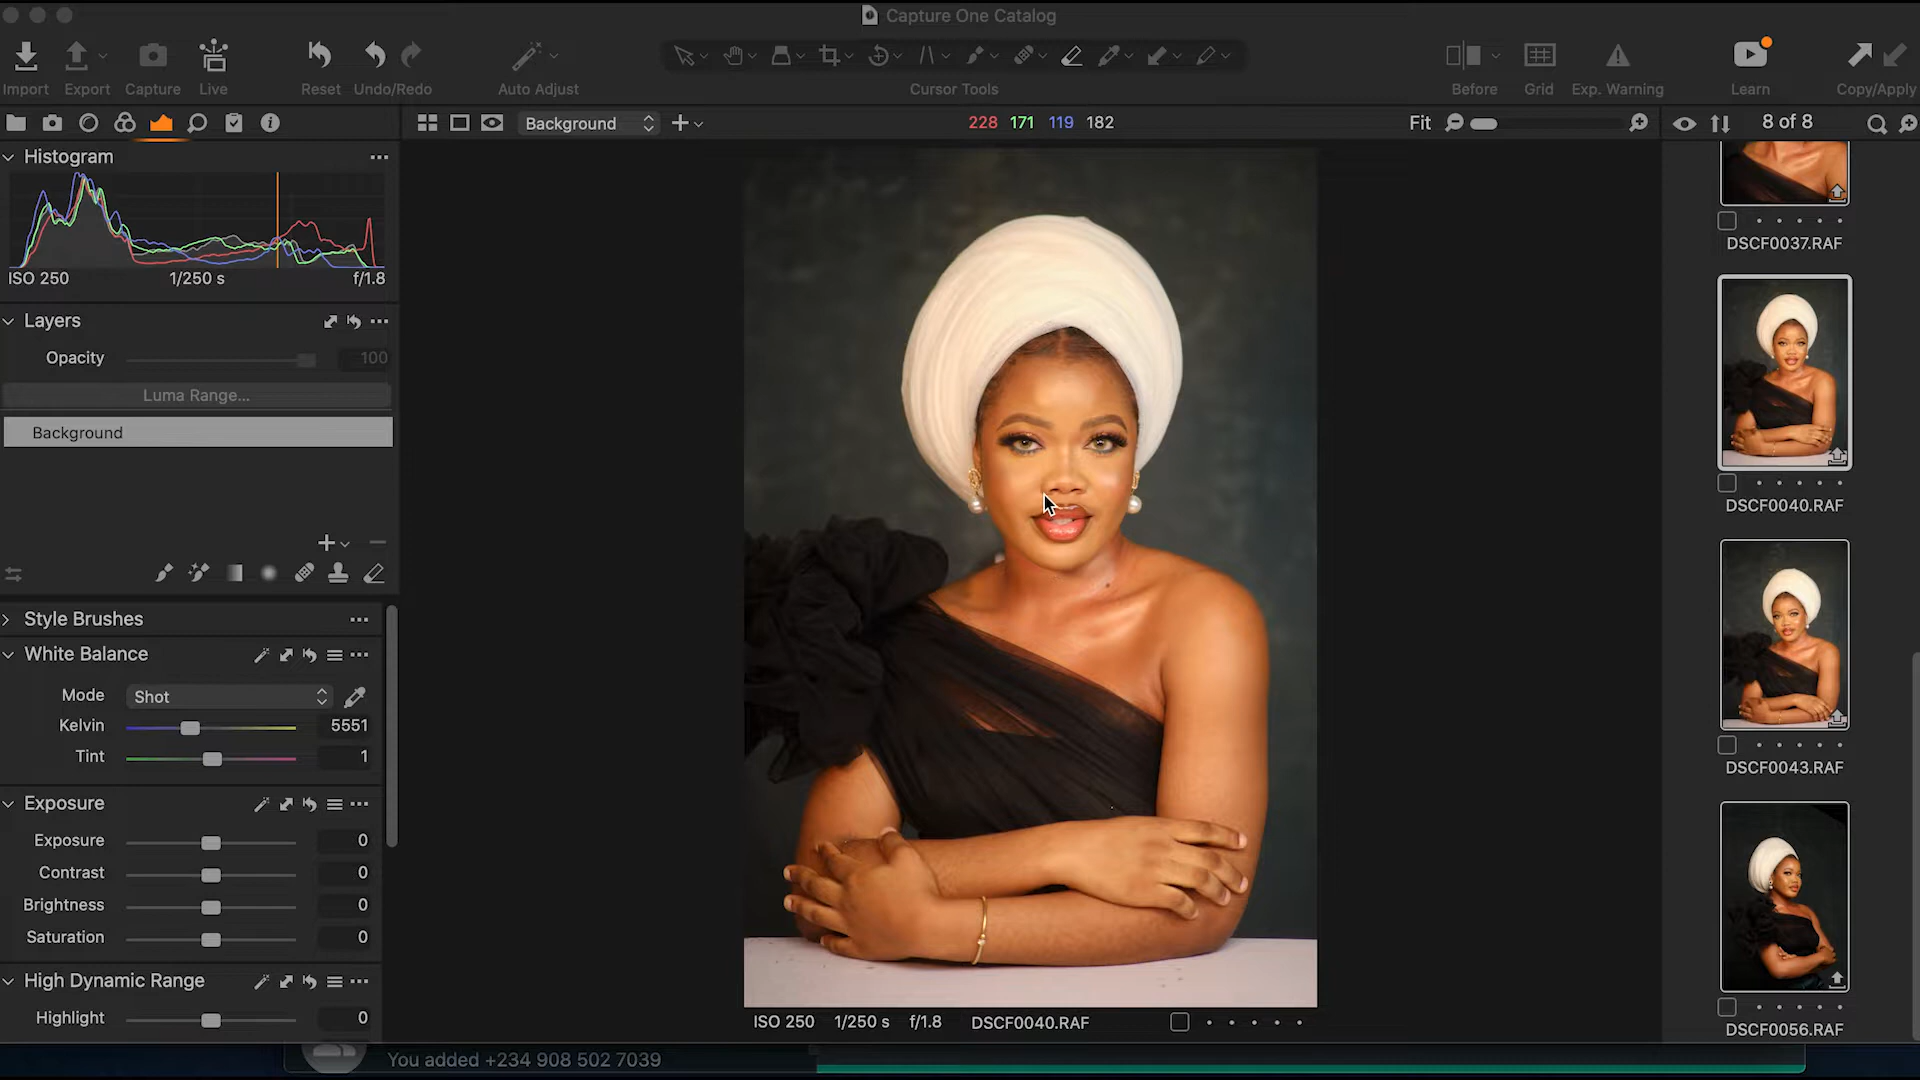 Capture One Catalog
Import
Export
Capture
Live
Reset
Undo/Redo
Auto Adjust
Cursor Tools
Before
Grid
Exp. Warning
Learn
Copy/Apply
Background
228 171 119 182
Fit
8 of 8
Histogram
ISO 250 1/250 s f/1.8
Layers
Opacity 100
Luma Range...
Background
Style Brushes
White Balance
Mode Shot
Kelvin 5551
Tint 1
Exposure
Exposure 0
Contrast 0
Brightness 0
Saturation 0
High Dynamic Range
Highlight 0
ISO 250 1/250 s f/1.8 DSCF0040.RAF
DSCF0037.RAF
DSCF0040.RAF
DSCF0043.RAF
DSCF0056.RAF
You added +234 908 502 7039